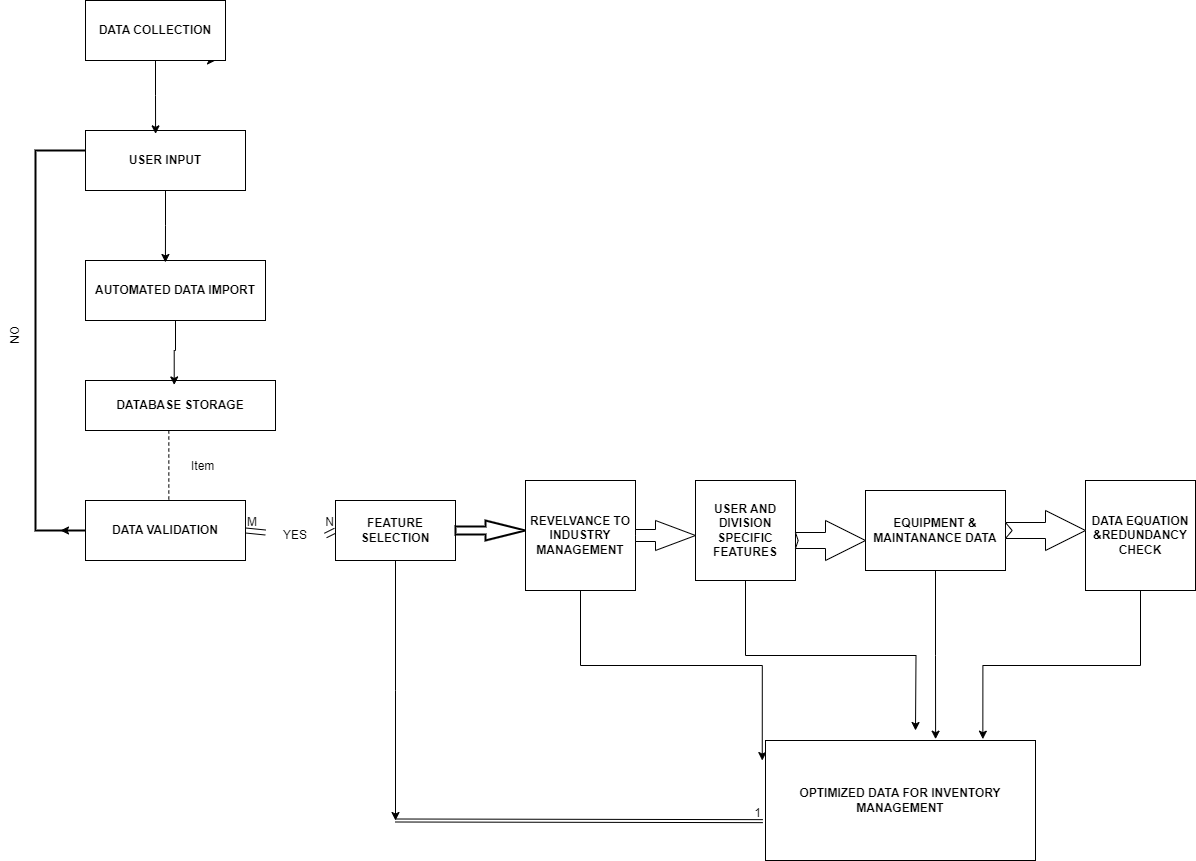 DATA COLLECTION
USER INPUT
AUTOMATED DATA IMPORT
NO
DATABASE STORAGE
Item
DATA VALIDATION
M
YES
N
FEATURE
SELECTION
REVELVANCE TO
INDUSTRY
MANAGEMENT
USER AND
DIVISION
SPECIFIC
FEATURES
EQUIPMENT &
MAINTANANCE DATA
DATA EQUATION
&REDUNDANCY
CHECK
OPTIMIZED DATA FOR INVENTORY
MANAGEMENT
1